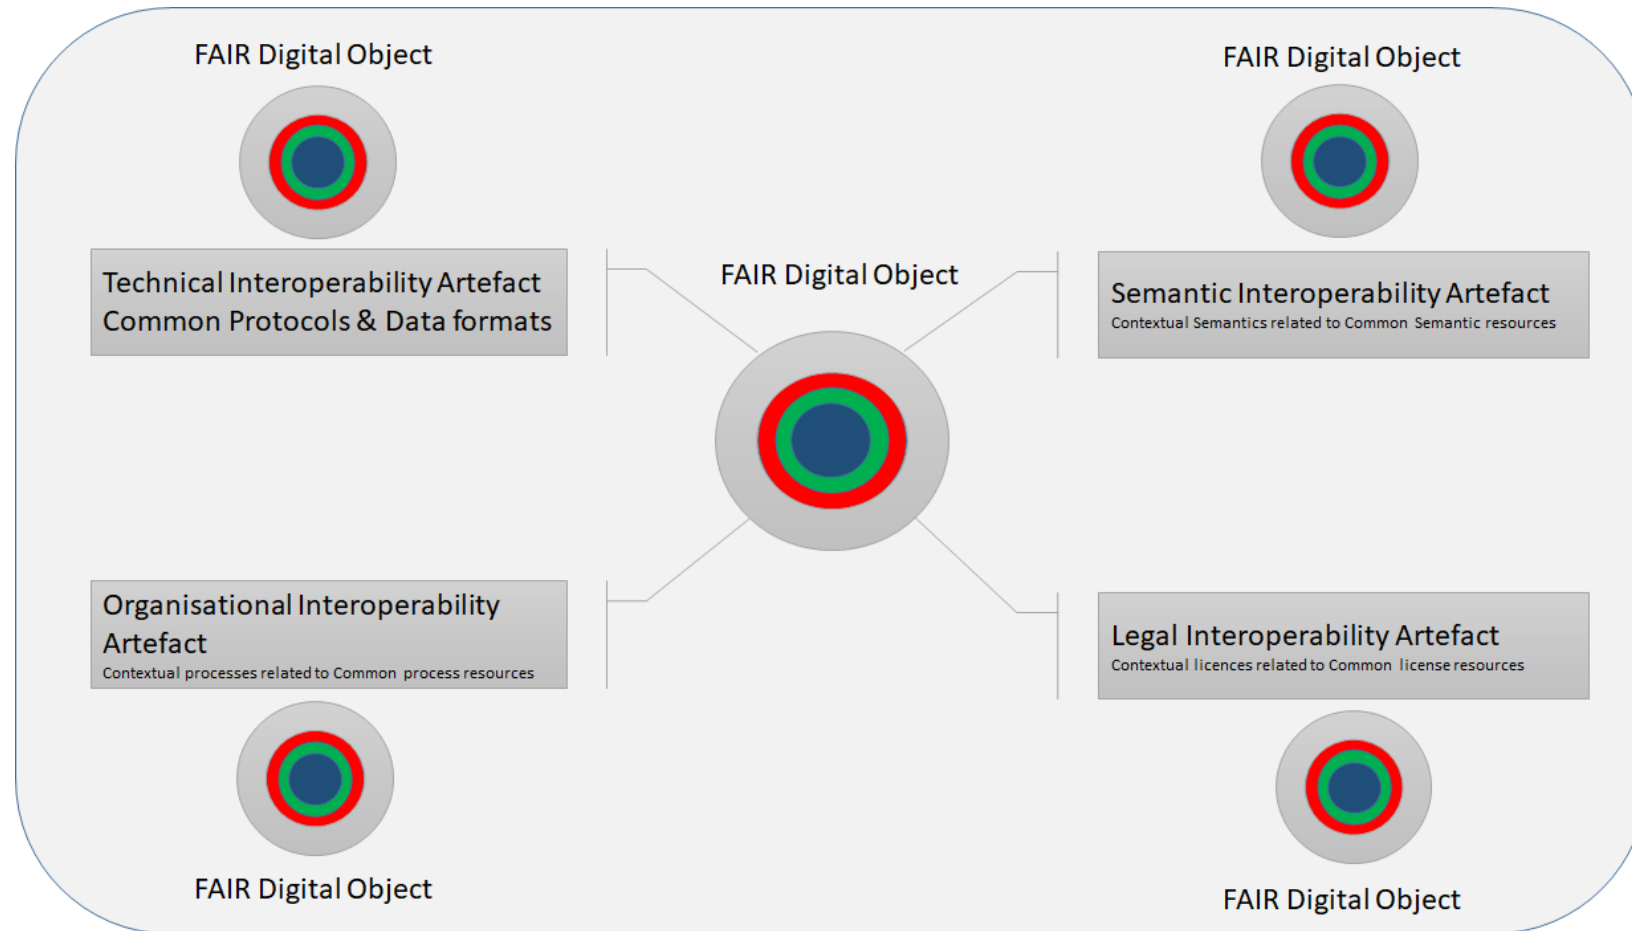 FAIR Digital Object
FAIR Digital Object
Technical Interoperability Artefact
Common Protocols & Data formats
FAIR Digital Object
Semantic Interoperability Artefact
Contextual Semantics related to Common Semantic resources
Organisational Interoperability
Artefact
Contextual processes related to Common process resources
Legal Interoperability Artefact
Contextual licences related to Common license resources
FAIR Digital Object
FAIR Digital Object